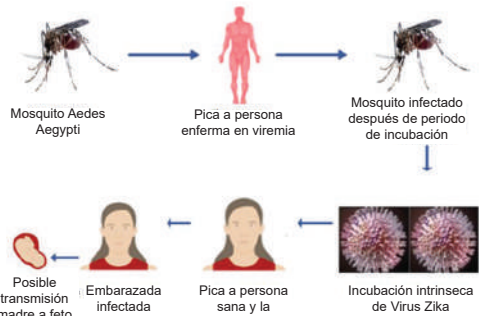 Mosquito Aedes
Aegypti
Pica a persona
enferma en viremia
Mosquito infectado
después de periodo
de incubación
Posible
transmisión
madre a feto
Embarazada
infectada
Pica a persona
sana y la
Incubación intrinseca
de Virus Zika